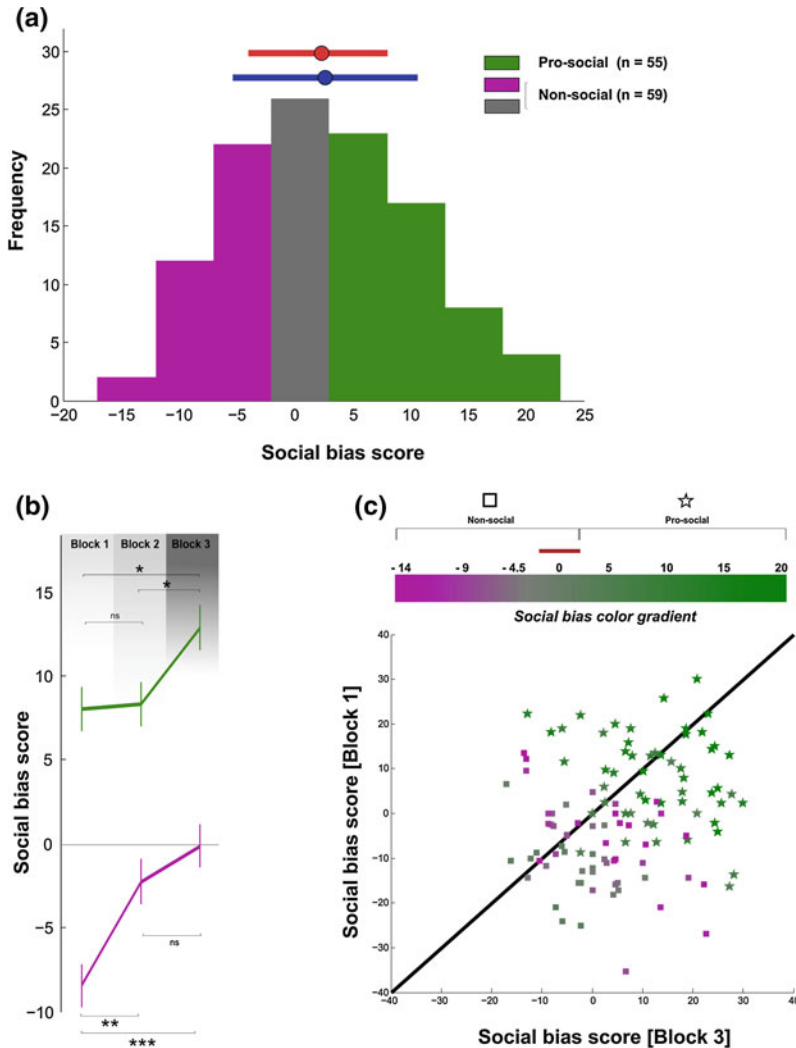 (a)
30
25
20
15
10
5
0
Frequency
−20 −15 −10 −5 0 5 10 15 20 25
Social bias score
Pro-social (n = 55)
Non-social (n = 59)
(b)
Block 1 Block 2 Block 3
*
*
ns
15
10
5
0
−5
−10
Social bias score
ns
**
***
(c)
Non-social Pro-social
- 14 -9 -4.5 0 5 10 15 20
Social bias color gradient
40
30
20
10
0
−10
−20
−30
−40
Social bias score [Block 1]
−40 −30 −20 −10 0 10 20 30 40
Social bias score [Block 3]